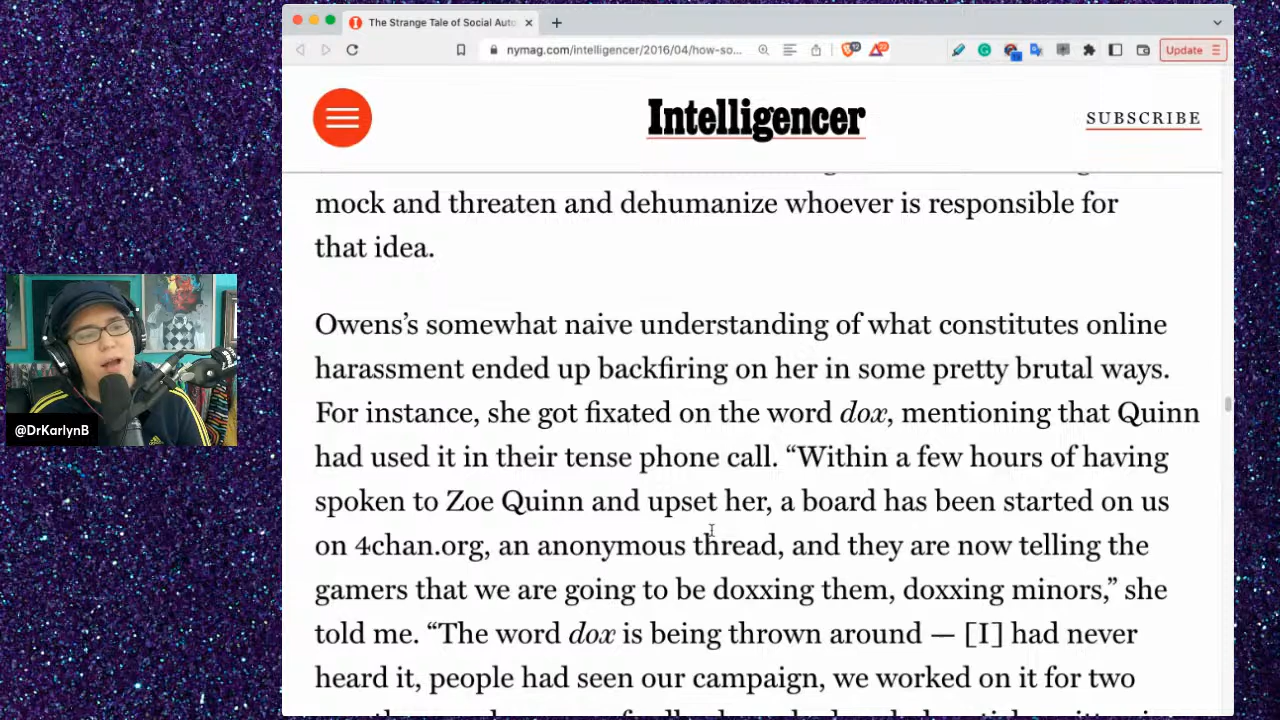 The Strange Tale of Social Auto
nymag.com/intelligencer/2016/04/how-so...
Update
Intelligencer
SUBSCRIBE
mock and threaten and dehumanize whoever is responsible for
that idea.
Owens’s somewhat naive understanding of what constitutes online
harassment ended up backfiring on her in some pretty brutal ways.
For instance, she got fixated on the word dox, mentioning that Quinn
had used it in their tense phone call. “Within a few hours of having
spoken to Zoe Quinn and upset her, a board has been started on us
on 4chan.org, an anonymous thread, and they are now telling the
gamers that we are going to be doxxing them, doxxing minors,” she
told me. “The word dox is being thrown around — [I] had never
heard it, people had seen our campaign, we worked on it for two
@DrKarlynB